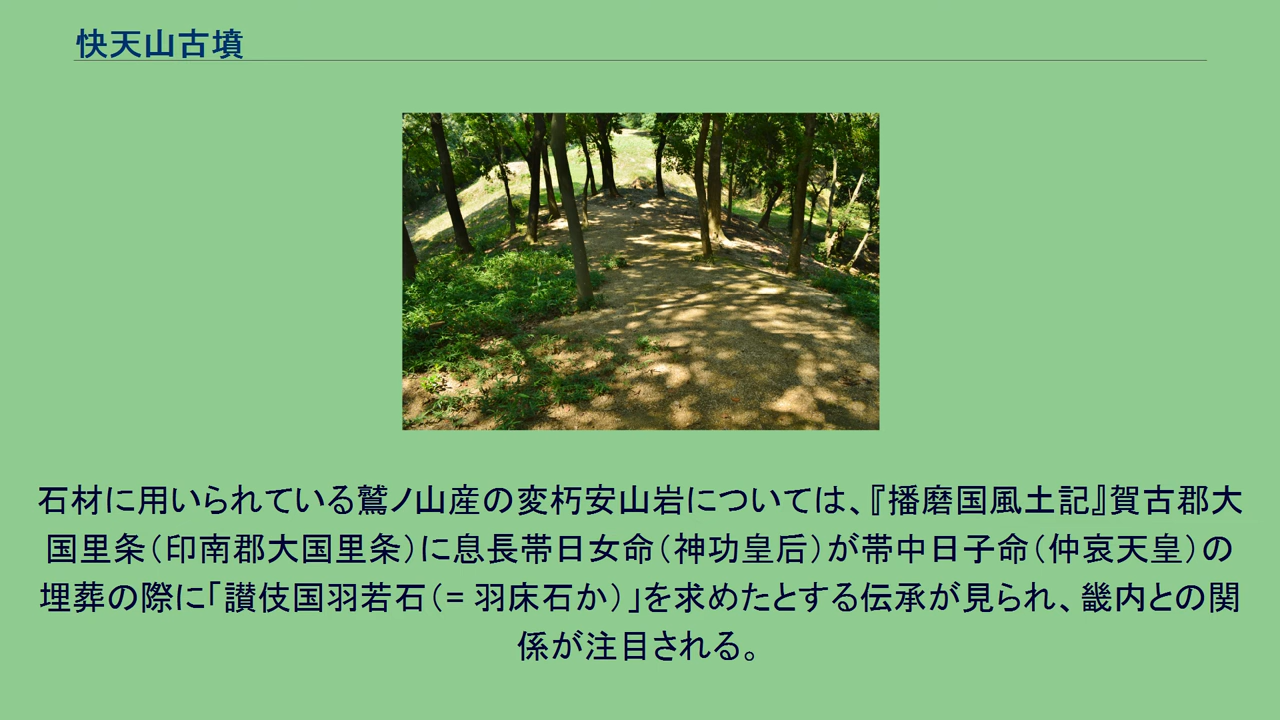 快天山古墳
石材に用いられている鷲ノ山産の変朽安山岩については、『播磨国風土記』賀古郡大
国里条（印南郡大国里条）に息長帯日女命（神功皇后）が帯中日子命（仲哀天皇）の
埋葬の際に「讃伎国羽若石（= 羽床石か）」を求めたとする伝承が見られ、畿内との関
係が注目される。